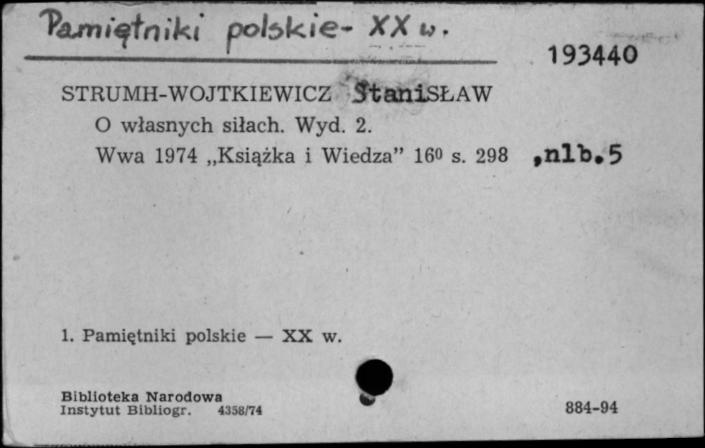 Pamiętniki polskie- XX w.
193440
STRUMH-WOJTKIEWICZ StaniSŁAW
O własnych siłach. Wyd. 2.
Wwa 1974 „Książka i Wiedza” 16⁰ s. 298 ,nlb.5
1. Pamiętniki polskie — XX w.
Biblioteka Narodowa
Instytut Bibliogr. 4358/74
884-94